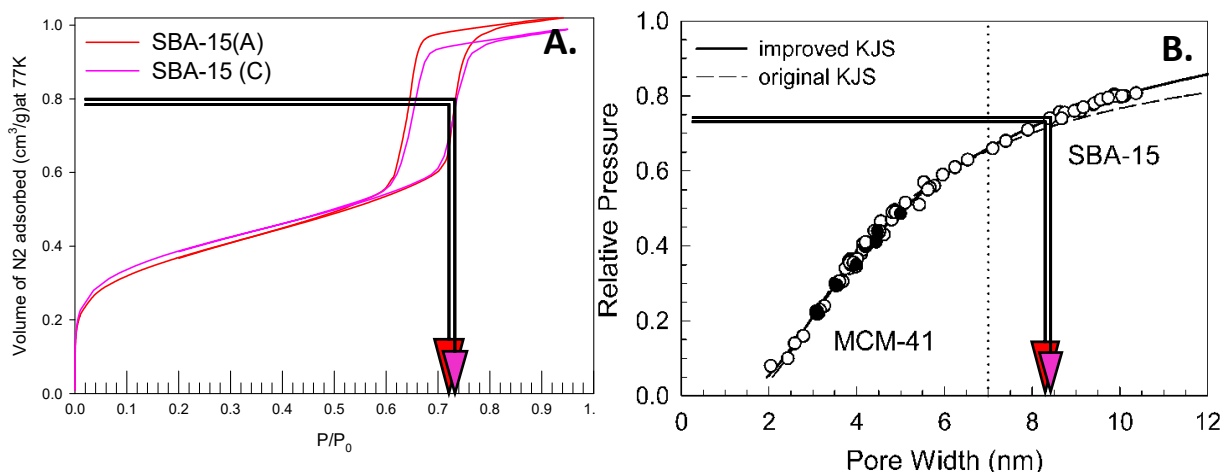 A.
SBA-15(A)
SBA-15 (C)
Volume of N2 adsorbed (cm³/g)at 77K
1.0
0.8
0.6
0.4
0.2
0.0
0.0 0.1 0.2 0.3 0.4 0.5 0.6 0.7 0.8 0.9 1.
P/P₀
B.
improved KJS
original KJS
SBA-15
MCM-41
Relative Pressure
1.0
0.8
0.6
0.4
0.2
0.0
0 2 4 6 8 10 12
Pore Width (nm)